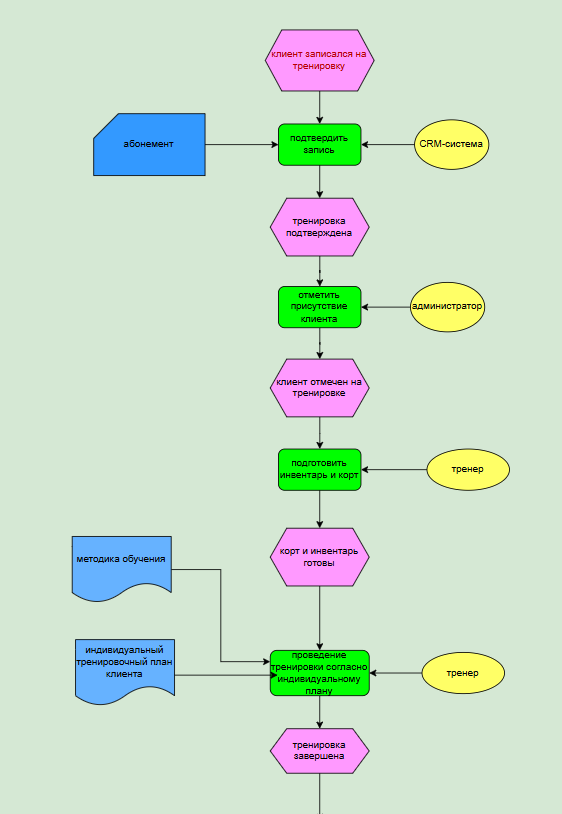 клиент записался на
тренировку
абонемент
подтвердить
запись
CRM-система
тренировка
подтверждена
отметить
присутствие
клиента
администратор
клиент отмечен на
тренировке
подготовить
инвентарь и корт
тренер
корт и инвентарь
готовы
методика обучения
индивидуальный
тренировочный план
клиента
проведение
тренировки согласно
индивидуальному
плану
тренер
тренировка
завершена